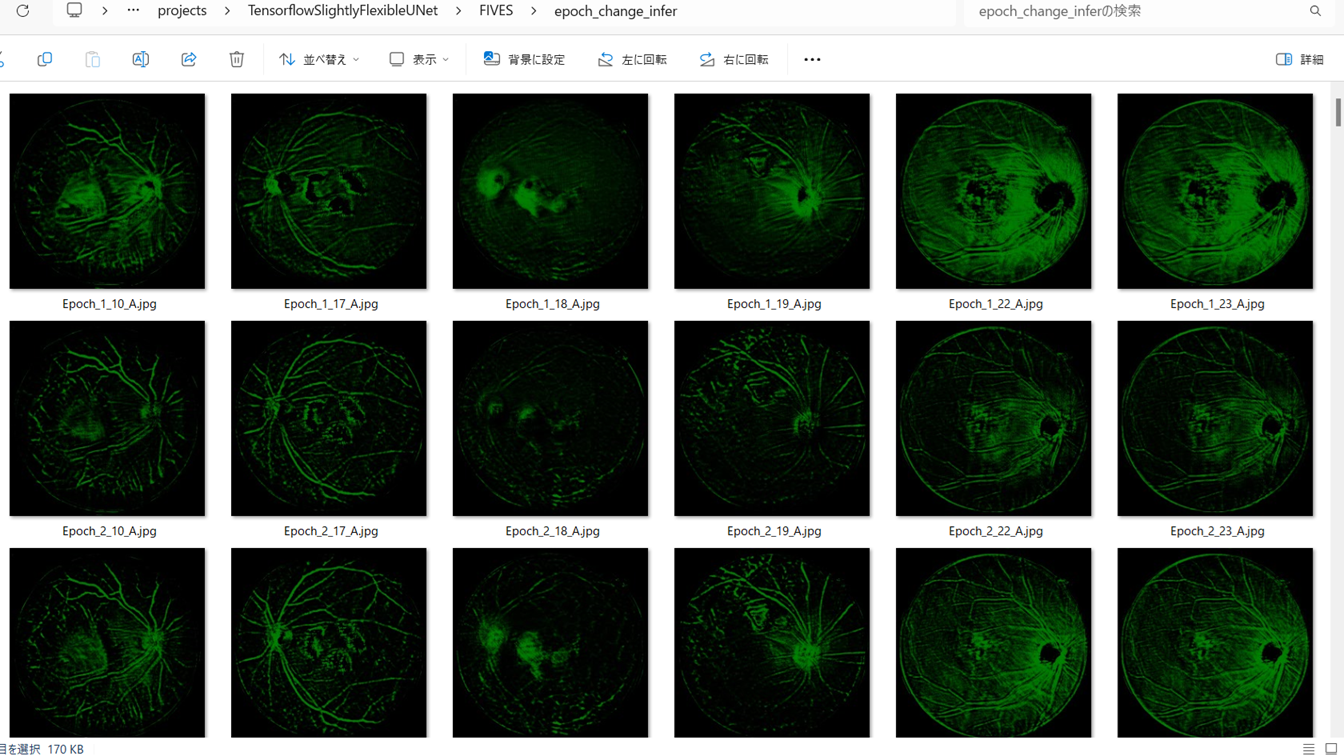 … projects > TensorflowSlightlyFlexibleUNet > FIVES > epoch_change_infer
epoch_change_inferの検索
並べ替え 表示 背景に設定 左に回転 右に回転 … 詳細
Epoch_1_10_A.jpg Epoch_1_17_A.jpg Epoch_1_18_A.jpg Epoch_1_19_A.jpg Epoch_1_22_A.jpg Epoch_1_23_A.jpg
Epoch_2_10_A.jpg Epoch_2_17_A.jpg Epoch_2_18_A.jpg Epoch_2_19_A.jpg Epoch_2_22_A.jpg Epoch_2_23_A.jpg
目を選択 170 KB